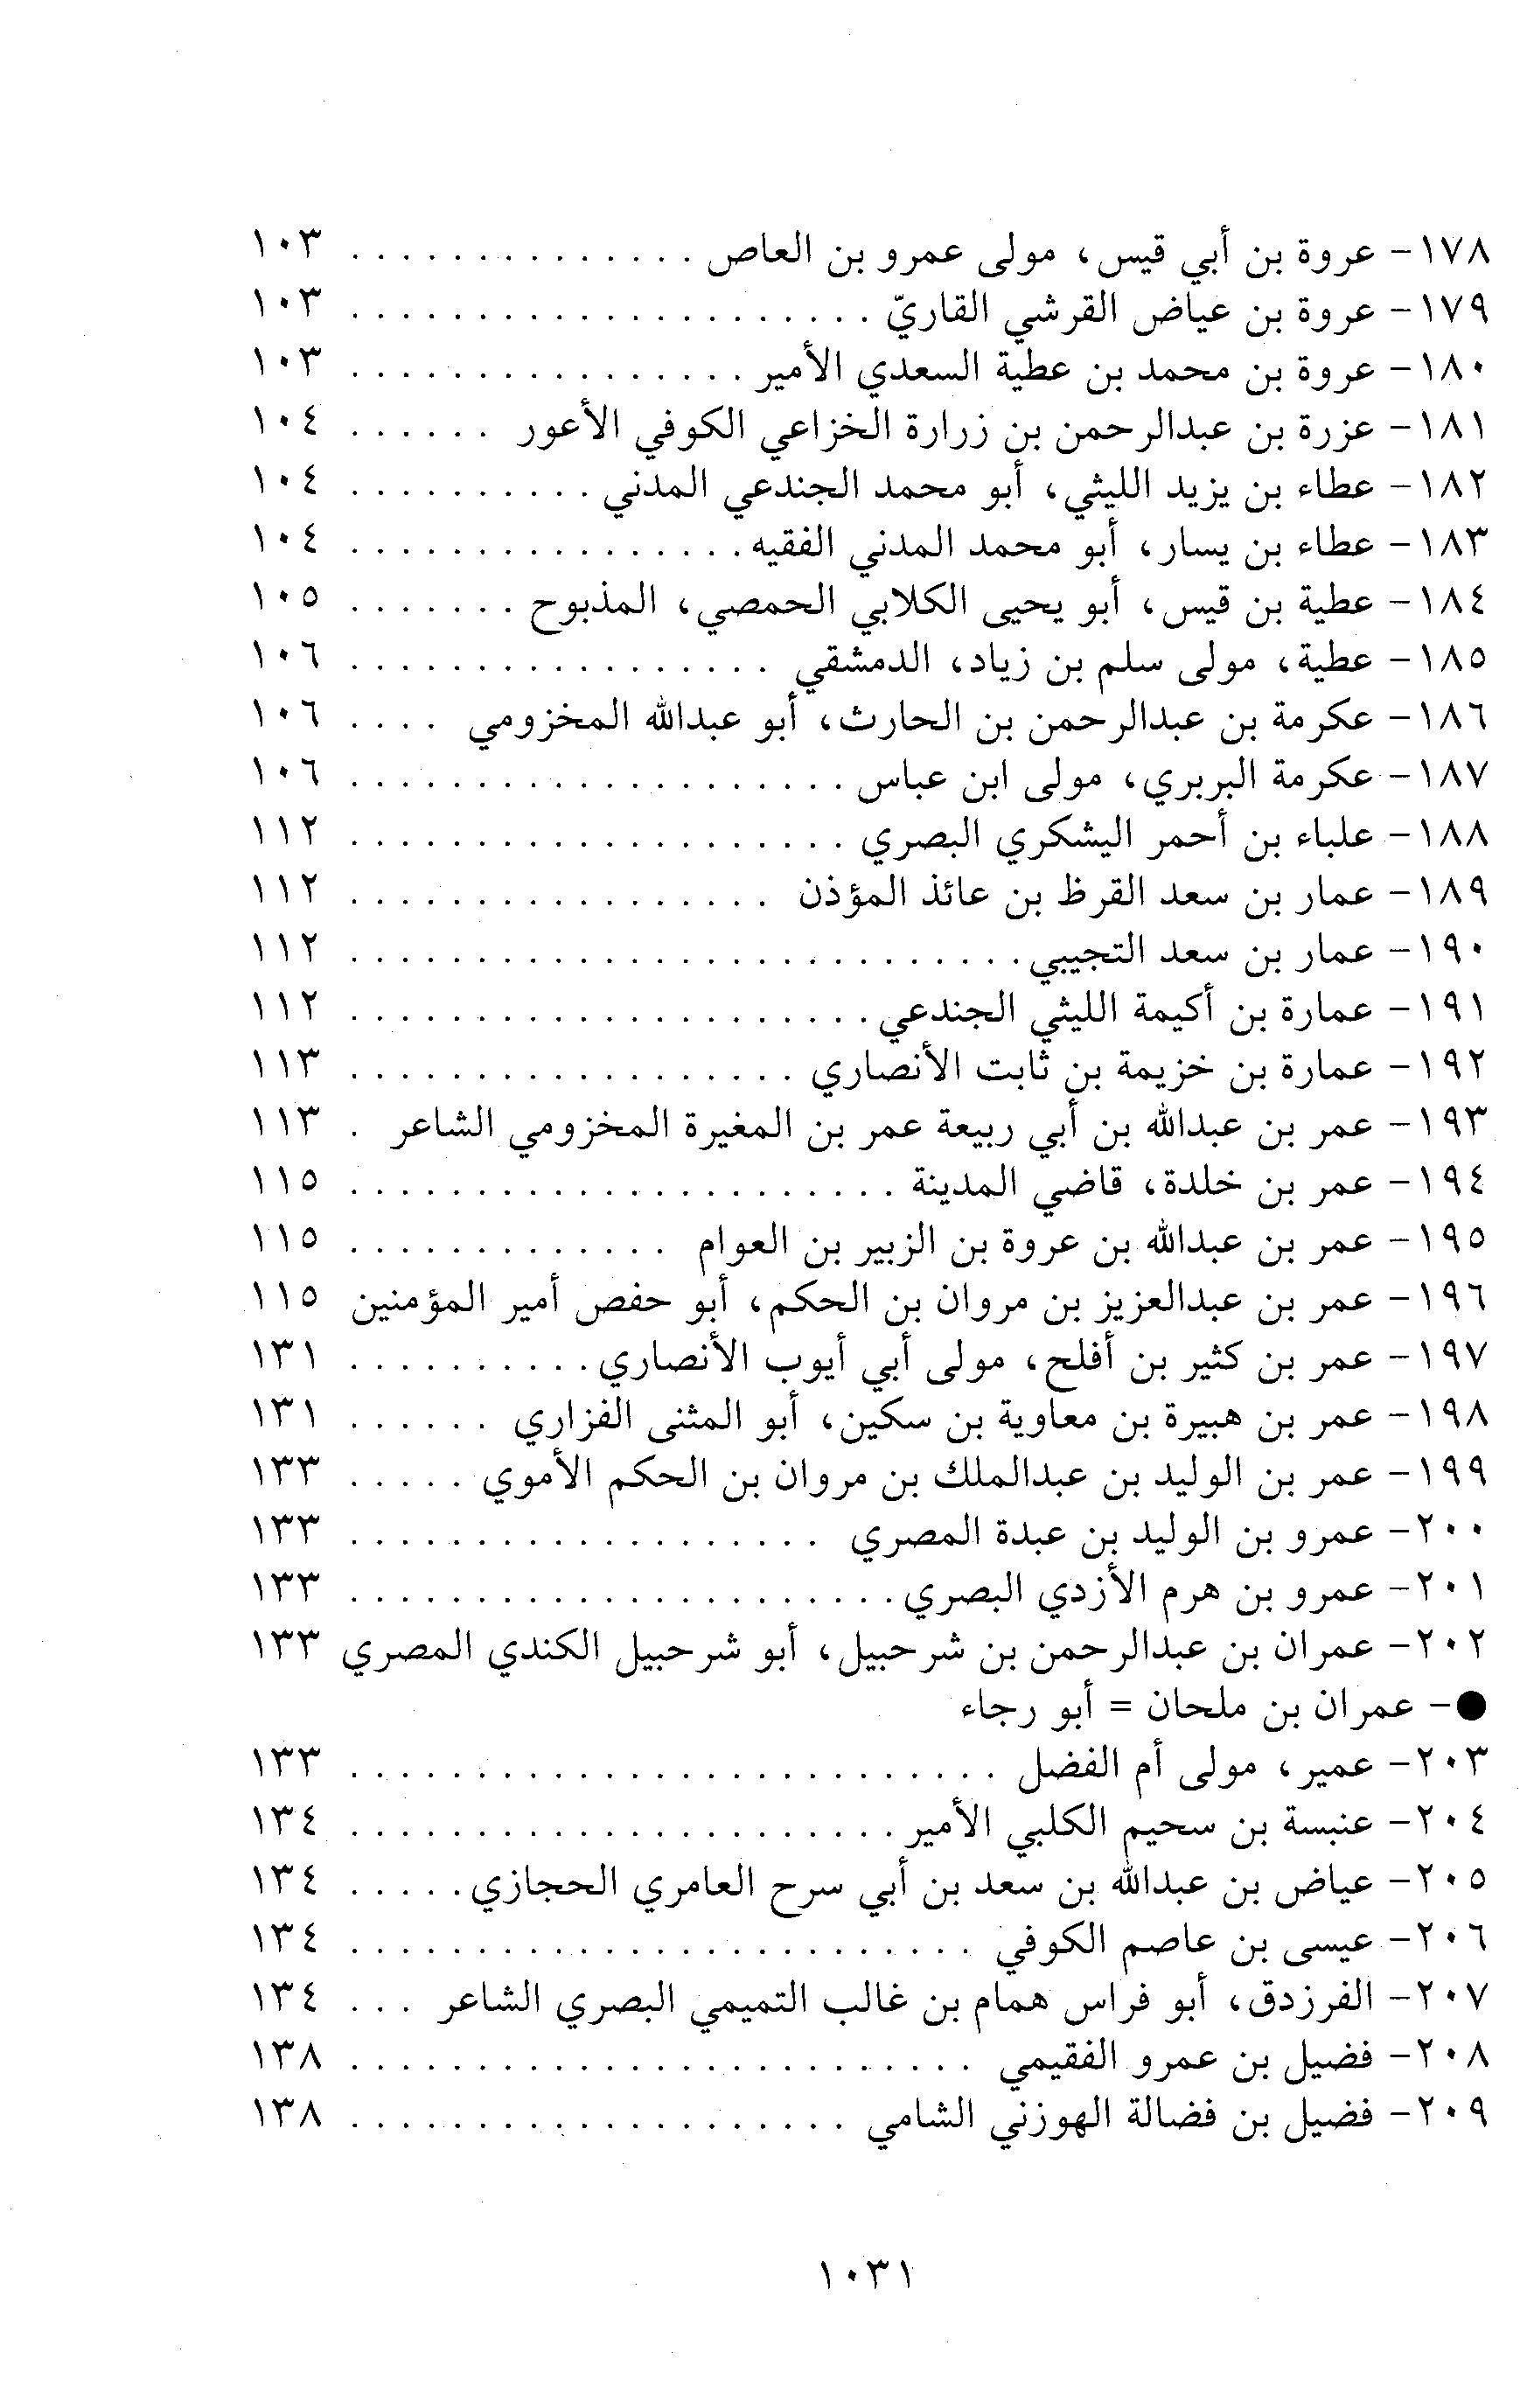 ١٧٨- عروة بن أبي قيس، مولى عمرو بن العاص . . . . . . . . . . . . . . ١٠٣
١٧٩- عروة بن عياض القرشي القاريّ . . . . . . . . . . . . . . . . . . . . . ١٠٣
١٨٠- عروة بن محمد بن عطية السعدي الأمير . . . . . . . . . . . . . . . . ١٠٣
١٨١- عزرة بن عبدالرحمن بن زرارة الخزاعي الكوفي الأعور . . . . . . ١٠٤
١٨٢- عطاء بن يزيد الليثي، أبو محمد الجندعي المدني . . . . . . . . . . ١٠٤
١٨٣- عطاء بن يسار، أبو محمد المدني الفقيه . . . . . . . . . . . . . . . . ١٠٤
١٨٤- عطية بن قيس، أبو يحيى الكلابي الحمصي، المذبوح . . . . . . . ١٠٥
١٨٥- عطية، مولى سلم بن زياد، الدمشقي . . . . . . . . . . . . . . . . . ١٠٦
١٨٦- عكرمة بن عبدالرحمن بن الحارث، أبو عبدالله المخزومي . . . . ١٠٦
١٨٧- عكرمة البربري، مولى ابن عباس . . . . . . . . . . . . . . . . . . . . ١٠٦
١٨٨- علباء بن أحمر اليشكري البصري . . . . . . . . . . . . . . . . . . . . ١١٢
١٨٩- عمار بن سعد القرظ بن عائذ المؤذن . . . . . . . . . . . . . . . . . ١١٢
١٩٠- عمار بن سعد التجيبي . . . . . . . . . . . . . . . . . . . . . . . . . . . ١١٢
١٩١- عمارة بن أكيمة الليثي الجندعي . . . . . . . . . . . . . . . . . . . . . ١١٢
١٩٢- عمارة بن خزيمة بن ثابت الأنصاري . . . . . . . . . . . . . . . . . . ١١٣
١٩٣- عمر بن عبدالله بن أبي ربيعة عمر بن المغيرة المخزومي الشاعر . ١١٣
١٩٤- عمر بن خلدة، قاضي المدينة . . . . . . . . . . . . . . . . . . . . . . ١١٥
١٩٥- عمر بن عبدالله بن عروة بن الزبير بن العوام . . . . . . . . . . . . . ١١٥
١٩٦- عمر بن عبدالعزيز بن مروان بن الحكم، أبو حفص أمير المؤمنين ١١٥
١٩٧- عمر بن كثير بن أفلح، مولى أبي أيوب الأنصاري . . . . . . . . . . ١٣١
١٩٨- عمر بن هبيرة بن معاوية بن سكين، أبو المثنى الفزاري . . . . . . ١٣١
١٩٩- عمر بن الوليد بن عبدالملك بن مروان بن الحكم الأموي . . . . . ١٣٣
٢٠٠- عمرو بن الوليد بن عبدة المصري . . . . . . . . . . . . . . . . . . . ١٣٣
٢٠١- عمرو بن هرم الأزدي البصري . . . . . . . . . . . . . . . . . . . . . . ١٣٣
٢٠٢- عمران بن عبدالرحمن بن شرحبيل، أبو شرحبيل الكندي المصري ١٣٣
●- عمران بن ملحان = أبو رجاء
٢٠٣- عمير، مولى أم الفضل . . . . . . . . . . . . . . . . . . . . . . . . . . ١٣٣
٢٠٤- عنبسة بن سحيم الكلبي الأمير . . . . . . . . . . . . . . . . . . . . . . ١٣٤
٢٠٥- عياض بن عبدالله بن سعد بن أبي سرح العامري الحجازي . . . . . ١٣٤
٢٠٦- عيسى بن عاصم الكوفي . . . . . . . . . . . . . . . . . . . . . . . . . ١٣٤
٢٠٧- الفرزدق، أبو فراس همام بن غالب التميمي البصري الشاعر . . . ١٣٤
٢٠٨- فضيل بن عمرو الفقيمي . . . . . . . . . . . . . . . . . . . . . . . . . ١٣٨
٢٠٩- فضيل بن فضالة الهوزني الشامي . . . . . . . . . . . . . . . . . . . . ١٣٨
١٠٣١